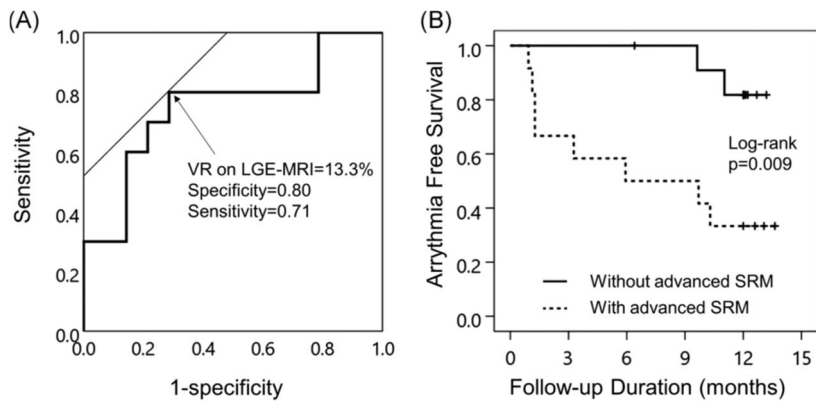 (A)
Sensitivity
1.0
0.8
0.6
0.4
0.2
0.0
VR on LGE-MRI=13.3%
Specificity=0.80
Sensitivity=0.71
0.0 0.2 0.4 0.6 0.8 1.0
1-specificity
(B)
Arrythmia Free Survival
1.0
0.8
0.6
0.4
0.2
0.0
Log-rank
p=0.009
Without advanced SRM
With advanced SRM
0 3 6 9 12 15
Follow-up Duration (months)